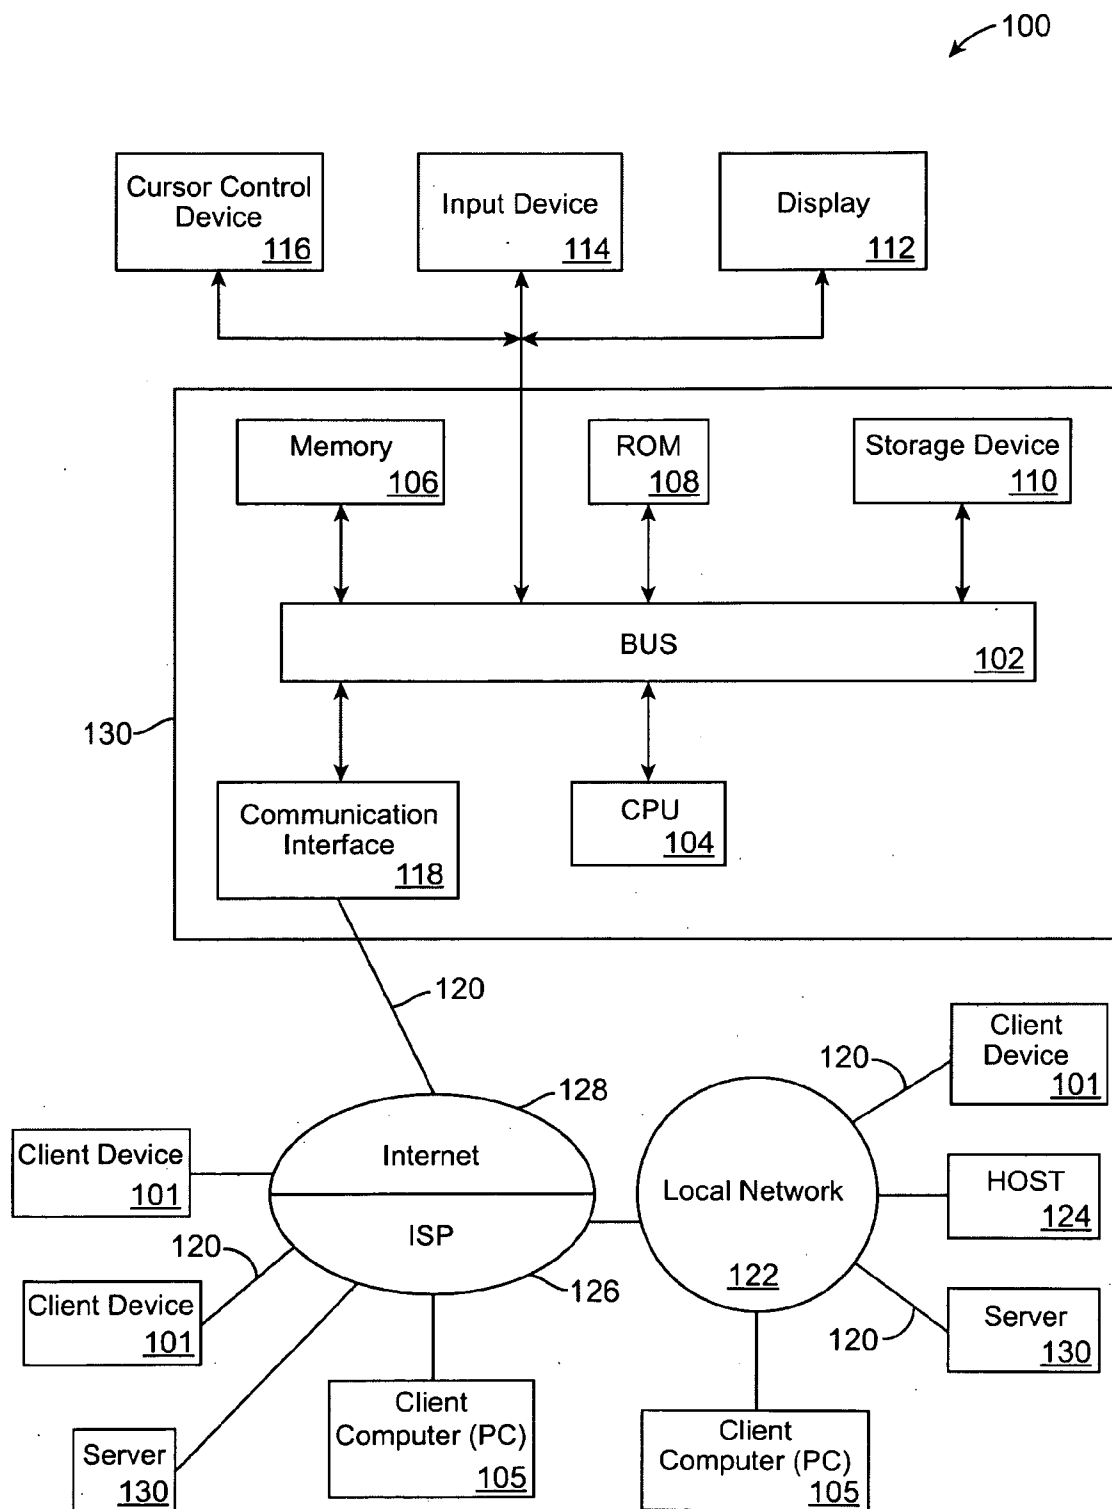 100
Cursor Control
Device
116
Input Device
114
Display
112
Memory
106
ROM
108
Storage Device
110
BUS
102
130
Communication
Interface
118
CPU
104
120
128
Internet
ISP
126
Client Device
101
120
Client Device
101
Server
130
Client
Computer (PC)
105
Local Network
122
120
Client
Device
101
HOST
124
120
Server
130
Client
Computer (PC)
105